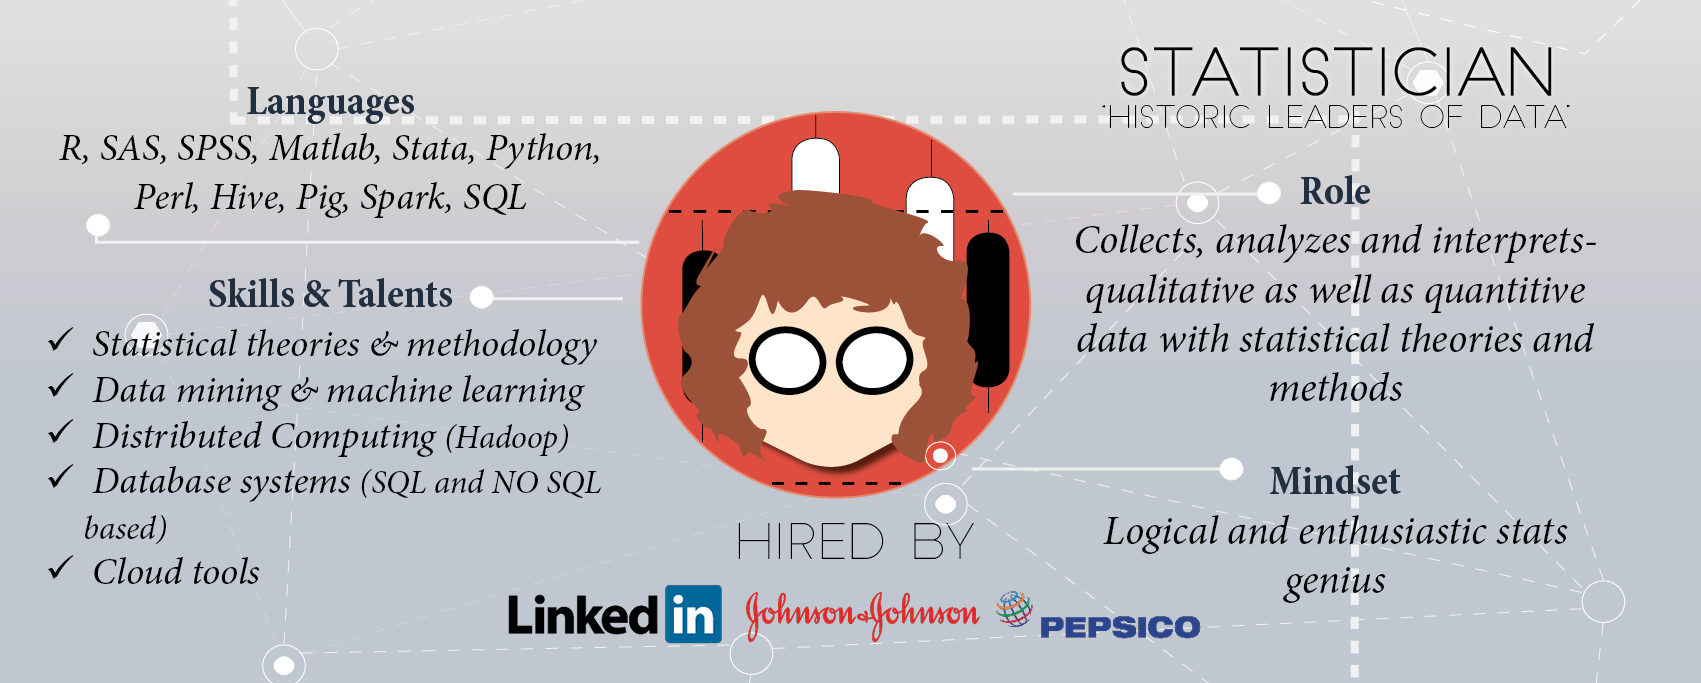 STATISTICIAN
'HISTORIC LEADERS OF DATA'
Languages
R, SAS, SPSS, Matlab, Stata, Python,
Perl, Hive, Pig, Spark, SQL
Skills & Talents
✓ Statistical theories & methodology
✓ Data mining & machine learning
✓ Distributed Computing (Hadoop)
✓ Database systems (SQL and NO SQL
based)
✓ Cloud tools
Role
Collects, analyzes and interprets-
qualitative as well as quantitive
data with statistical theories and
methods
Mindset
Logical and enthusiastic stats
genius
HIRED BY
Linked in
Johnson & Johnson
PEPSICO